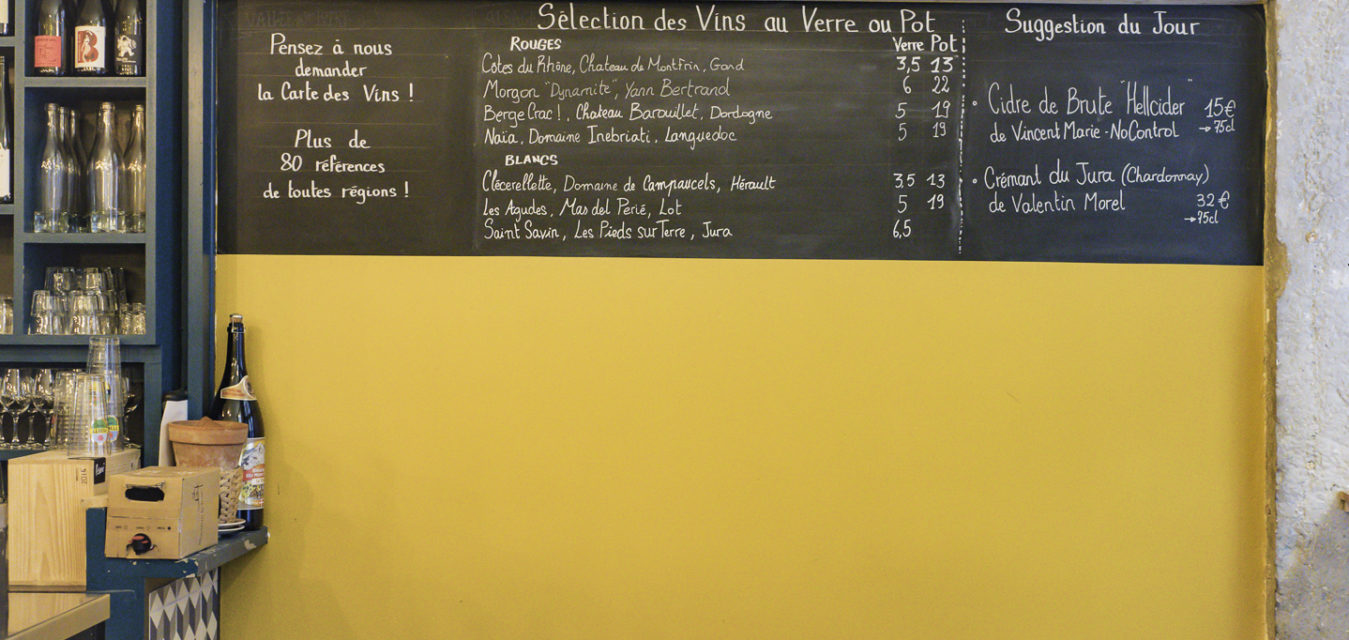 Pensez à nous
demander
la Carte des Vins !
Plus de
80 références
de toutes régions !
Sélection des Vins au Verre ou Pot
Verre Pot
ROUGES
Côtes du Rhône, Chateau de Montfrin, Gard 3,5 13
Morgon "Dynamite", Yann Bertrand 6 22
Berge Crac !, Chateau Barouillet, Dordogne 5 19
Naïa, Domaine Inebriati, Languedoc 5 19
BLANCS
Clécerellette, Domaine de Campaucels, Hérault 3,5 13
Les Agudes, Mas del Périé, Lot 5 19
Saint Savin, Les Pieds sur Terre, Jura 6,5
Suggestion du Jour
• Cidre de Brute "Hellcider" 15€
de Vincent Marie - No Control → 75cl
• Crémant du Jura (Chardonnay)
de Valentin Morel 32€
→ 75cl
B
2014